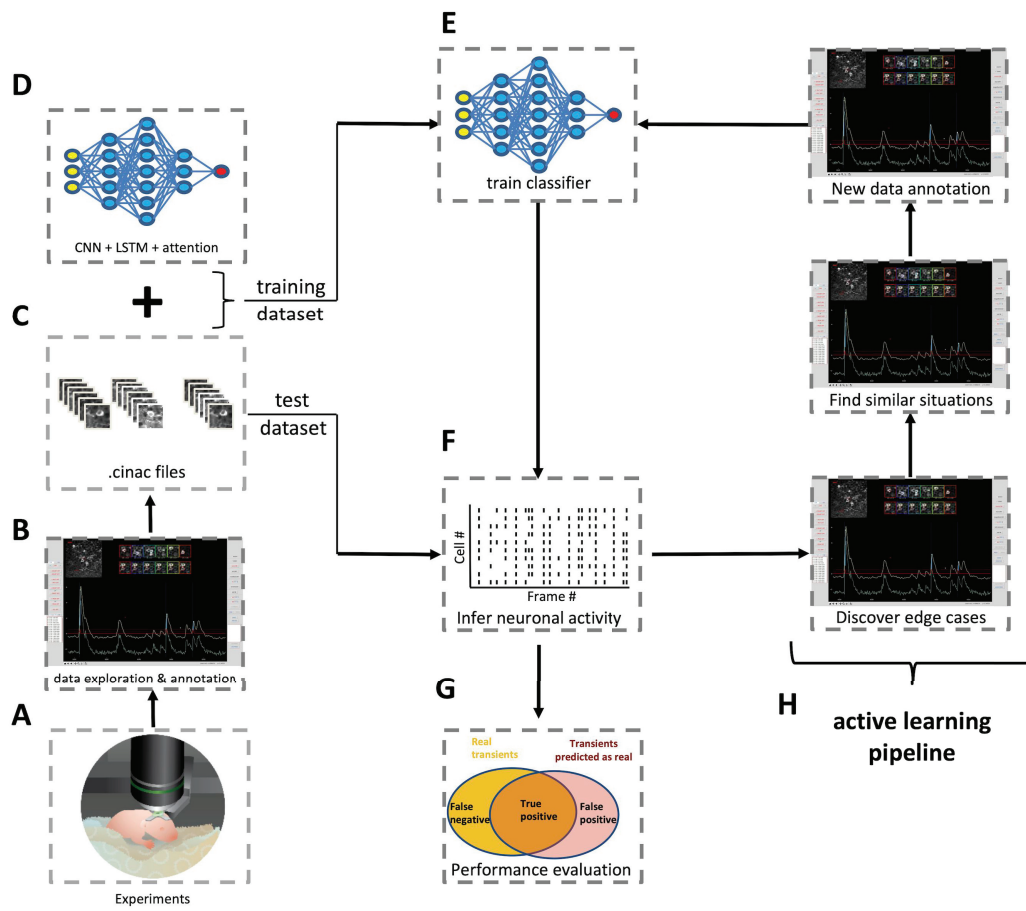 E
D
train classifier
New data annotation
CNN + LSTM + attention
+
training
dataset
C
Find similar situations
test
dataset
.cinac files
F
B
Cell #
Frame #
Infer neuronal activity
Discover edge cases
data exploration & annotation
G
H
active learning
pipeline
A
Real
transients
Transients
predicted as real
False
negative
True
positive
False
positive
Performance evaluation
Experiments